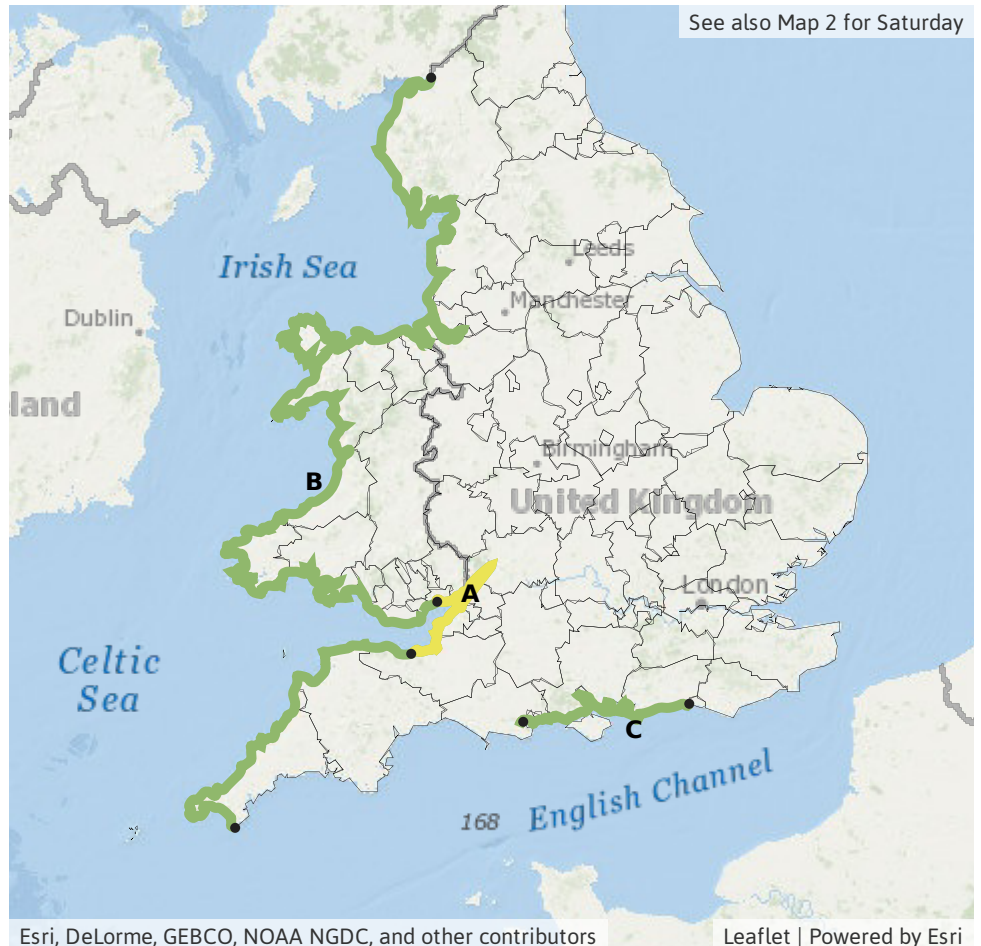 See also Map 2 for Saturday
Leeds
Irish Sea
Manchester
Dublin
land
Birmingham
B
United Kingdom
London
A
Celtic
Sea
C
English Channel
168
Esri, DeLorme, GEBCO, NOAA NGDC, and other contributors
Leaflet | Powered by Esri